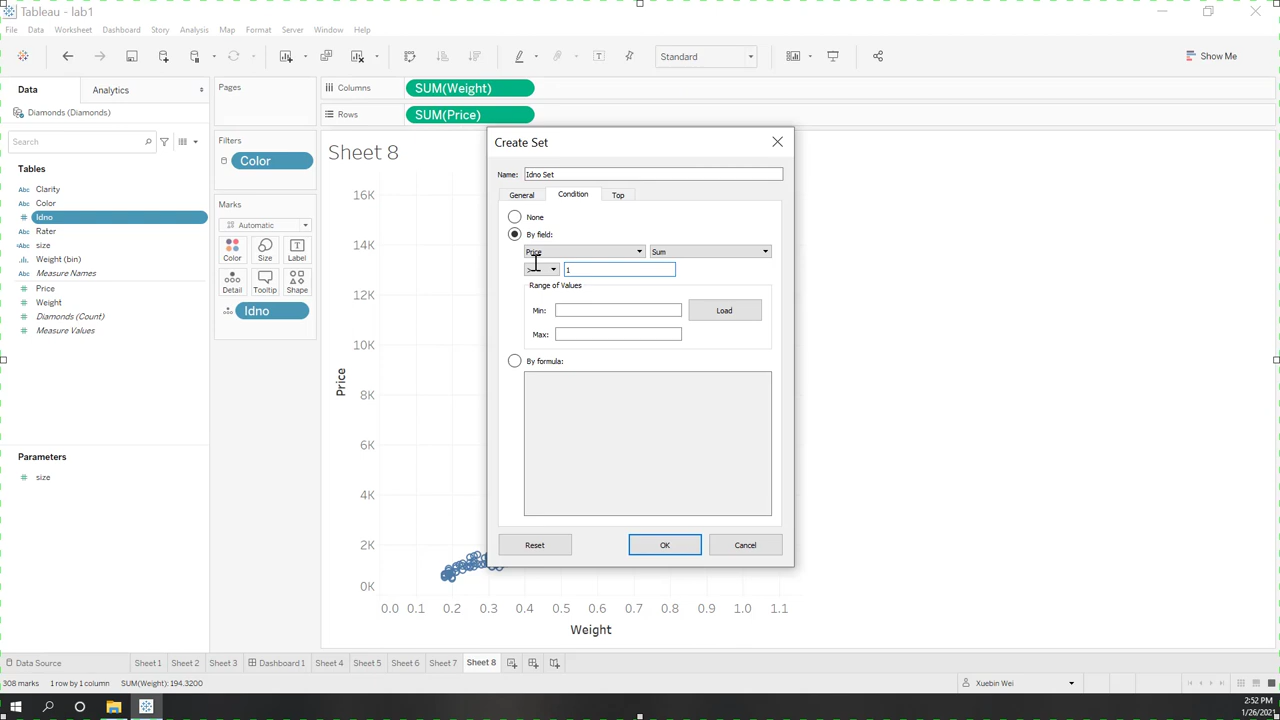 Tableau - lab1
File Data Worksheet Dashboard Story Analysis Map Format Server Window Help
Standard
Show Me
Data Analytics
Diamonds (Diamonds)
Search
Tables
Abc Clarity
Abc Color
# Idno
Abc Rater
Abc size
Weight (bin)
Abc Measure Names
# Price
# Weight
# Diamonds (Count)
# Measure Values
Parameters
# size
Pages
Filters
Color
Marks
Automatic
Color Size Label
Detail Tooltip Shape
Idno
Columns SUM(Weight)
Rows SUM(Price)
Sheet 8
16K
14K
12K
10K
8K
6K
4K
2K
0K
Price
0.0 0.1 0.2 0.3 0.4 0.5 0.6 0.7 0.8 0.9 1.0 1.1
Weight
Create Set
Name: Idno Set
General Condition Top
None
By field:
Price Sum
1
Range of Values
Min: Load
Max:
By formula:
Reset OK Cancel
Data Source Sheet 1 Sheet 2 Sheet 3 Dashboard 1 Sheet 4 Sheet 5 Sheet 6 Sheet 7 Sheet 8
308 marks 1 row by 1 column SUM(Weight): 194.3200 Xuebin Wei
2:52 PM
1/26/2021